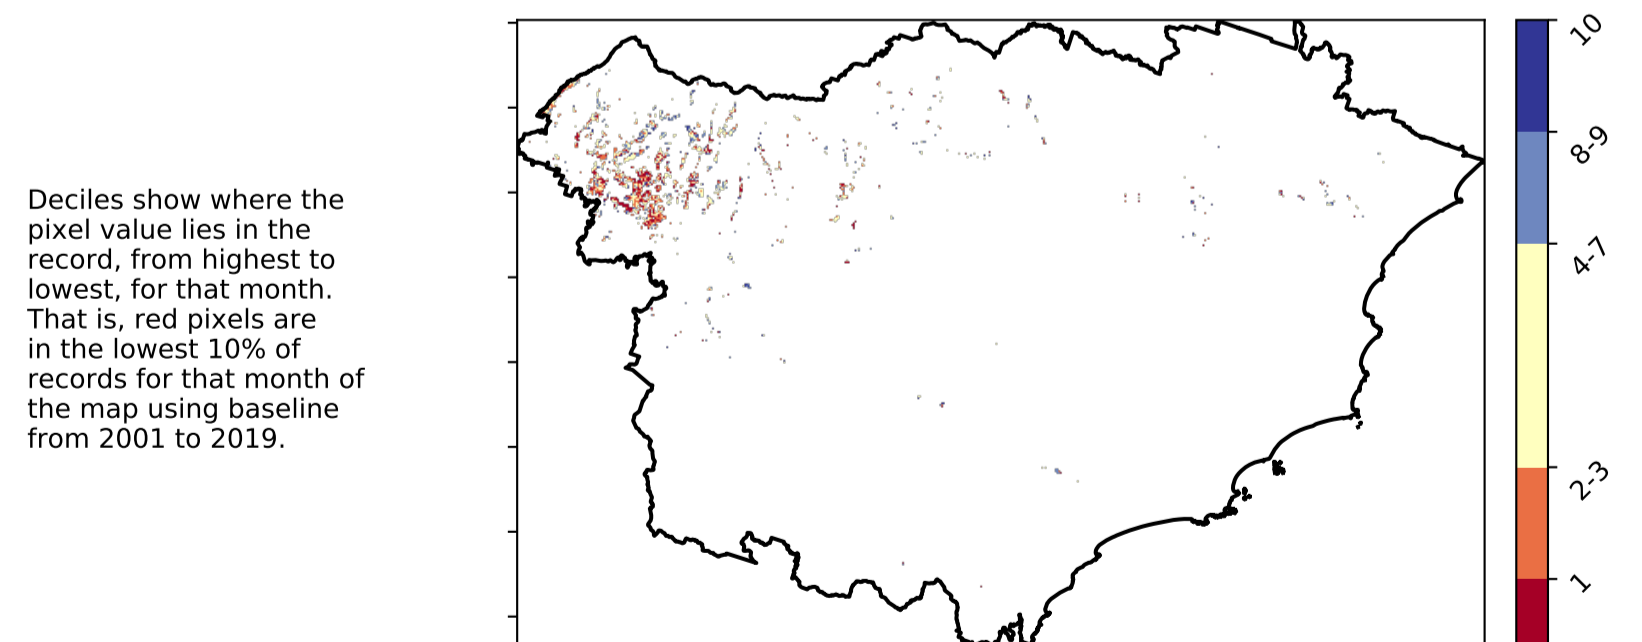 Deciles show where the
pixel value lies in the
record, from highest to
lowest, for that month.
That is, red pixels are
in the lowest 10% of
records for that month of
the map using baseline
from 2001 to 2019.
10
8-9
4-7
2-3
1